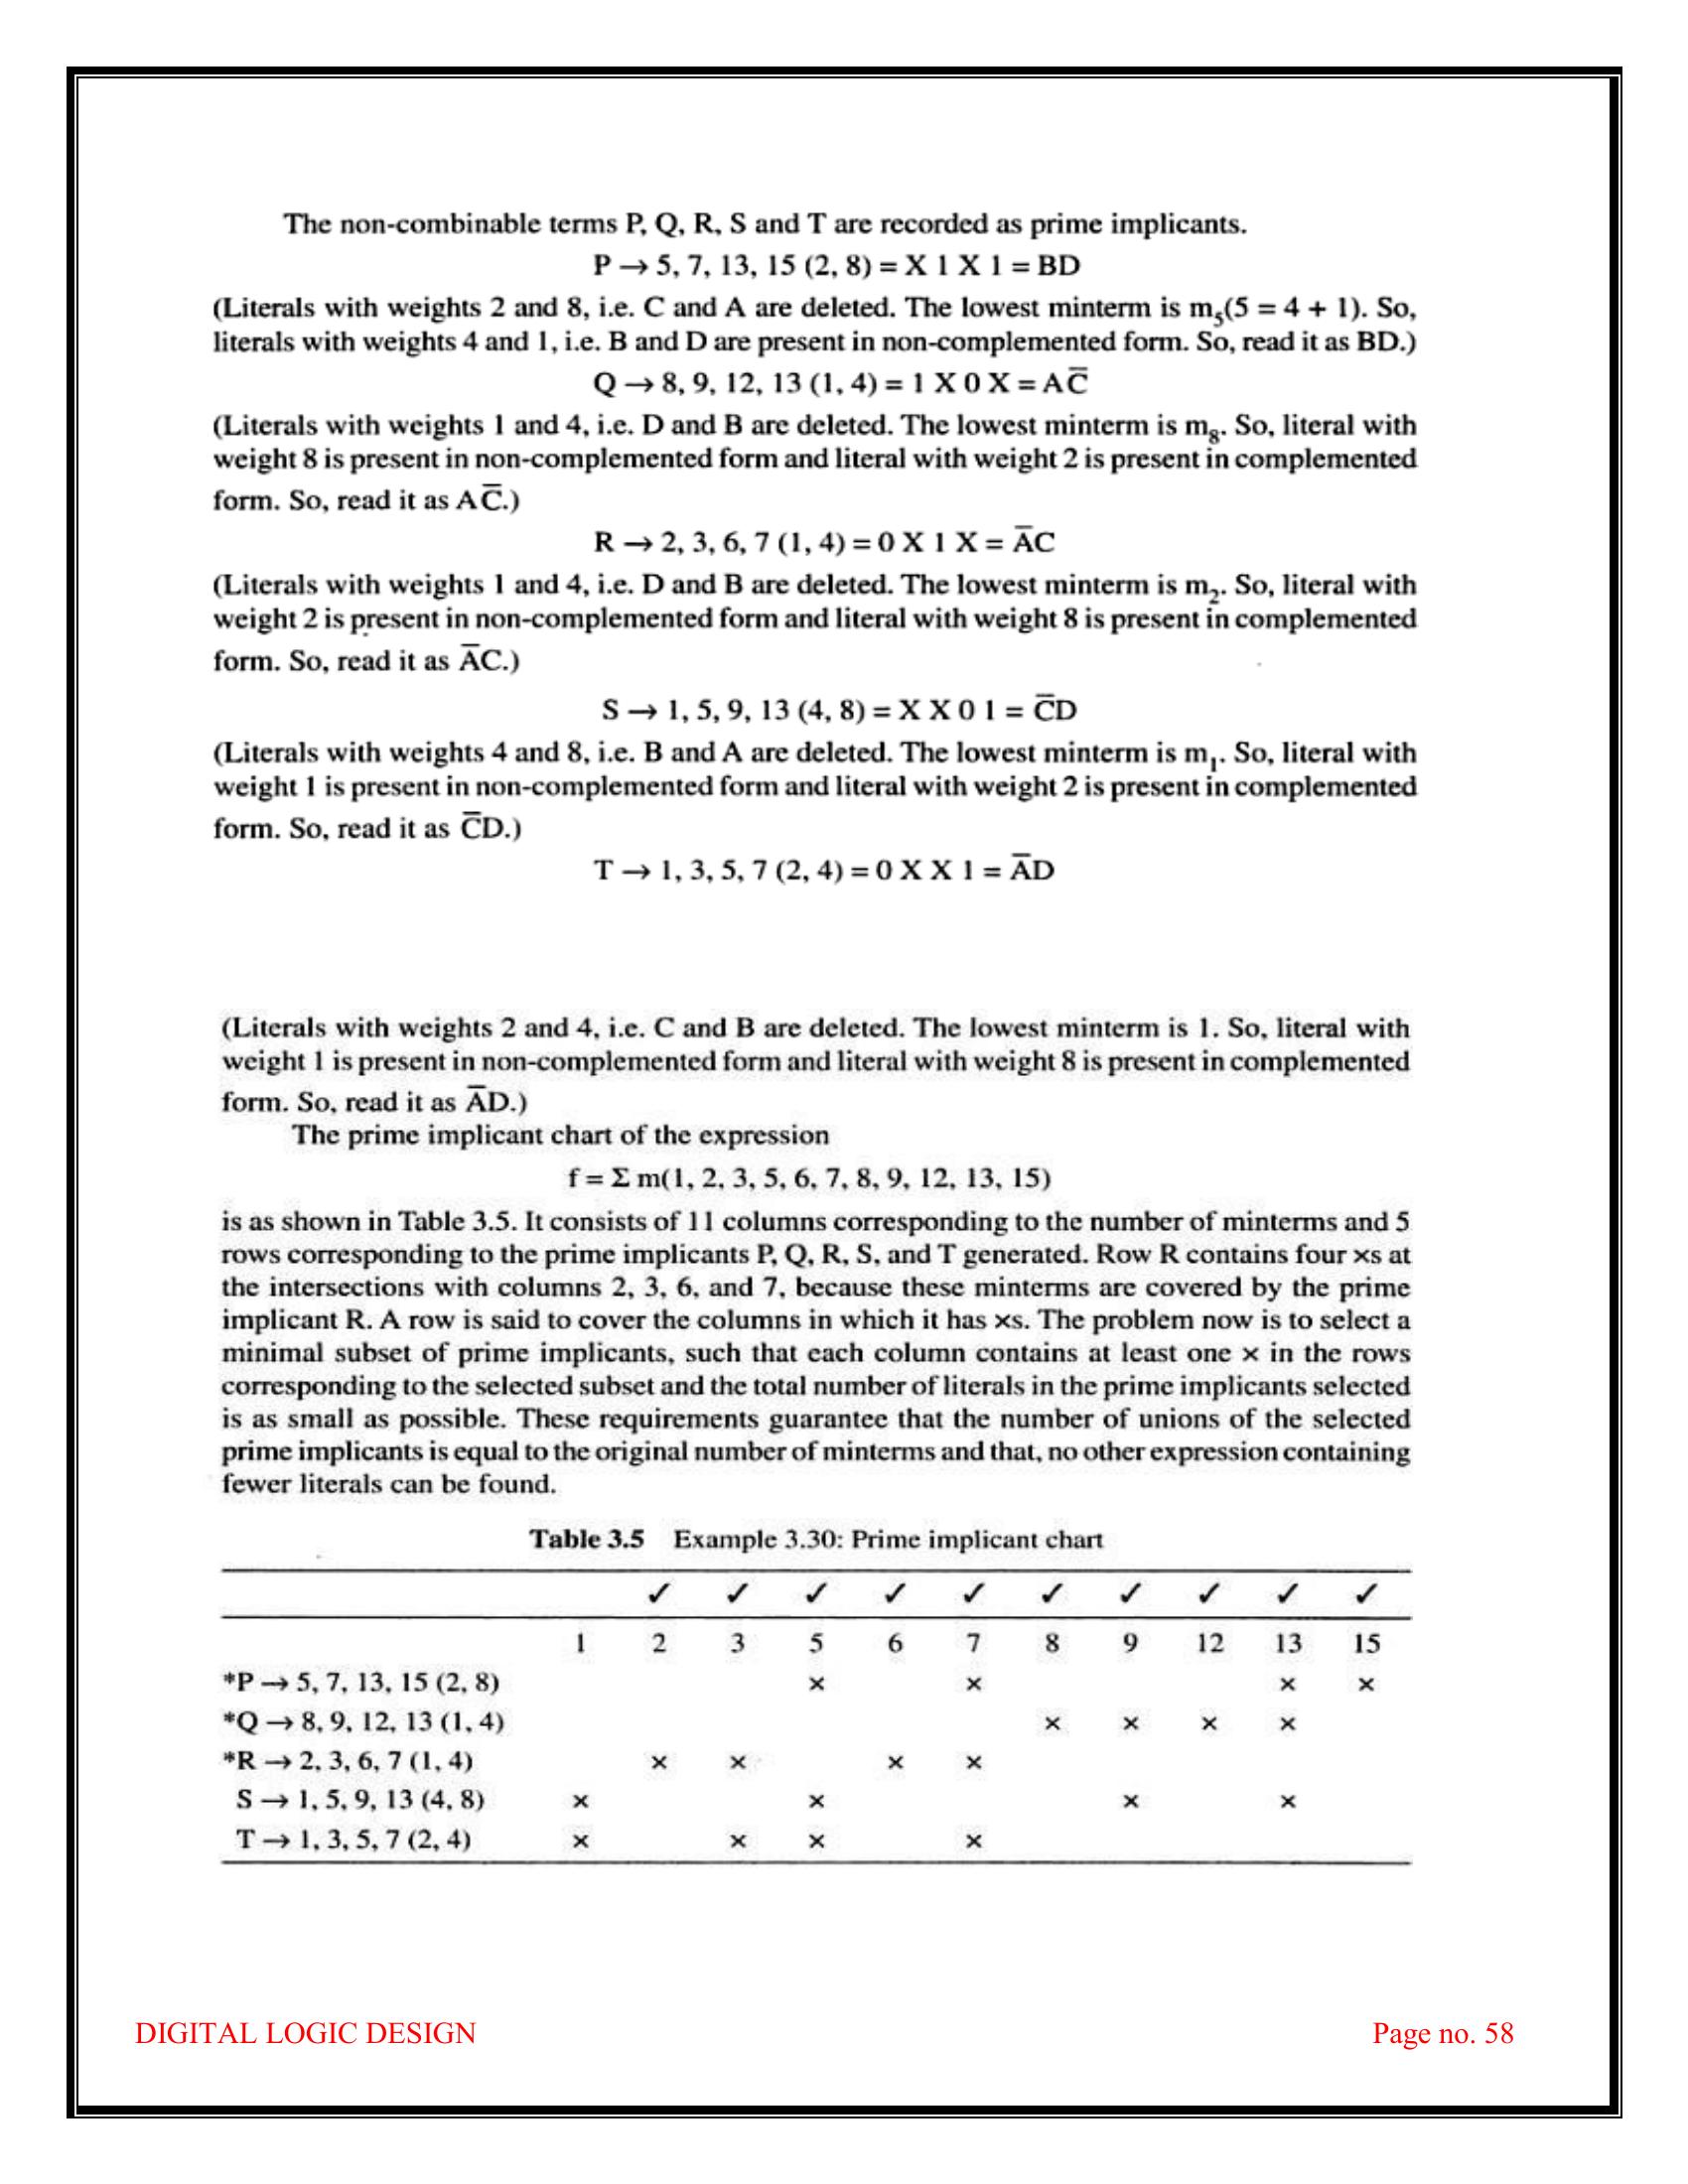 The non-combinable terms P, Q, R, S and T are recorded as prime implicants.
P → 5, 7, 13, 15 (2, 8) = X 1 X 1 = BD
(Literals with weights 2 and 8, i.e. C and A are deleted. The lowest minterm is m₅(5 = 4 + 1). So,
literals with weights 4 and 1, i.e. B and D are present in non-complemented form. So, read it as BD.)
Q → 8, 9, 12, 13 (1, 4) = 1 X 0 X = AC̅
(Literals with weights 1 and 4, i.e. D and B are deleted. The lowest minterm is m₈. So, literal with
weight 8 is present in non-complemented form and literal with weight 2 is present in complemented
form. So, read it as AC̅.)
R → 2, 3, 6, 7 (1, 4) = 0 X 1 X = A̅C
(Literals with weights 1 and 4, i.e. D and B are deleted. The lowest minterm is m₂. So, literal with
weight 2 is present in non-complemented form and literal with weight 8 is present in complemented
form. So, read it as A̅C.)
S → 1, 5, 9, 13 (4, 8) = X X 0 1 = C̅D
(Literals with weights 4 and 8, i.e. B and A are deleted. The lowest minterm is m₁. So, literal with
weight 1 is present in non-complemented form and literal with weight 2 is present in complemented
form. So, read it as C̅D.)
T → 1, 3, 5, 7 (2, 4) = 0 X X 1 = A̅D
(Literals with weights 2 and 4, i.e. C and B are deleted. The lowest minterm is 1. So, literal with
weight 1 is present in non-complemented form and literal with weight 8 is present in complemented
form. So, read it as A̅D.)
The prime implicant chart of the expression
f = Σ m(1, 2, 3, 5, 6, 7, 8, 9, 12, 13, 15)
is as shown in Table 3.5. It consists of 11 columns corresponding to the number of minterms and 5
rows corresponding to the prime implicants P, Q, R, S, and T generated. Row R contains four ×s at
the intersections with columns 2, 3, 6, and 7, because these minterms are covered by the prime
implicant R. A row is said to cover the columns in which it has ×s. The problem now is to select a
minimal subset of prime implicants, such that each column contains at least one × in the rows
corresponding to the selected subset and the total number of literals in the prime implicants selected
is as small as possible. These requirements guarantee that the number of unions of the selected
prime implicants is equal to the original number of minterms and that, no other expression containing
fewer literals can be found.
Table 3.5 Example 3.30: Prime implicant chart
✓ ✓ ✓ ✓ ✓ ✓ ✓ ✓ ✓ ✓
1 2 3 5 6 7 8 9 12 13 15
*P → 5, 7, 13, 15 (2, 8) × × × ×
*Q → 8, 9, 12, 13 (1, 4) × × × ×
*R → 2, 3, 6, 7 (1, 4) × × × ×
S → 1, 5, 9, 13 (4, 8) × × × ×
T → 1, 3, 5, 7 (2, 4) × × × ×
DIGITAL LOGIC DESIGN Page no. 58